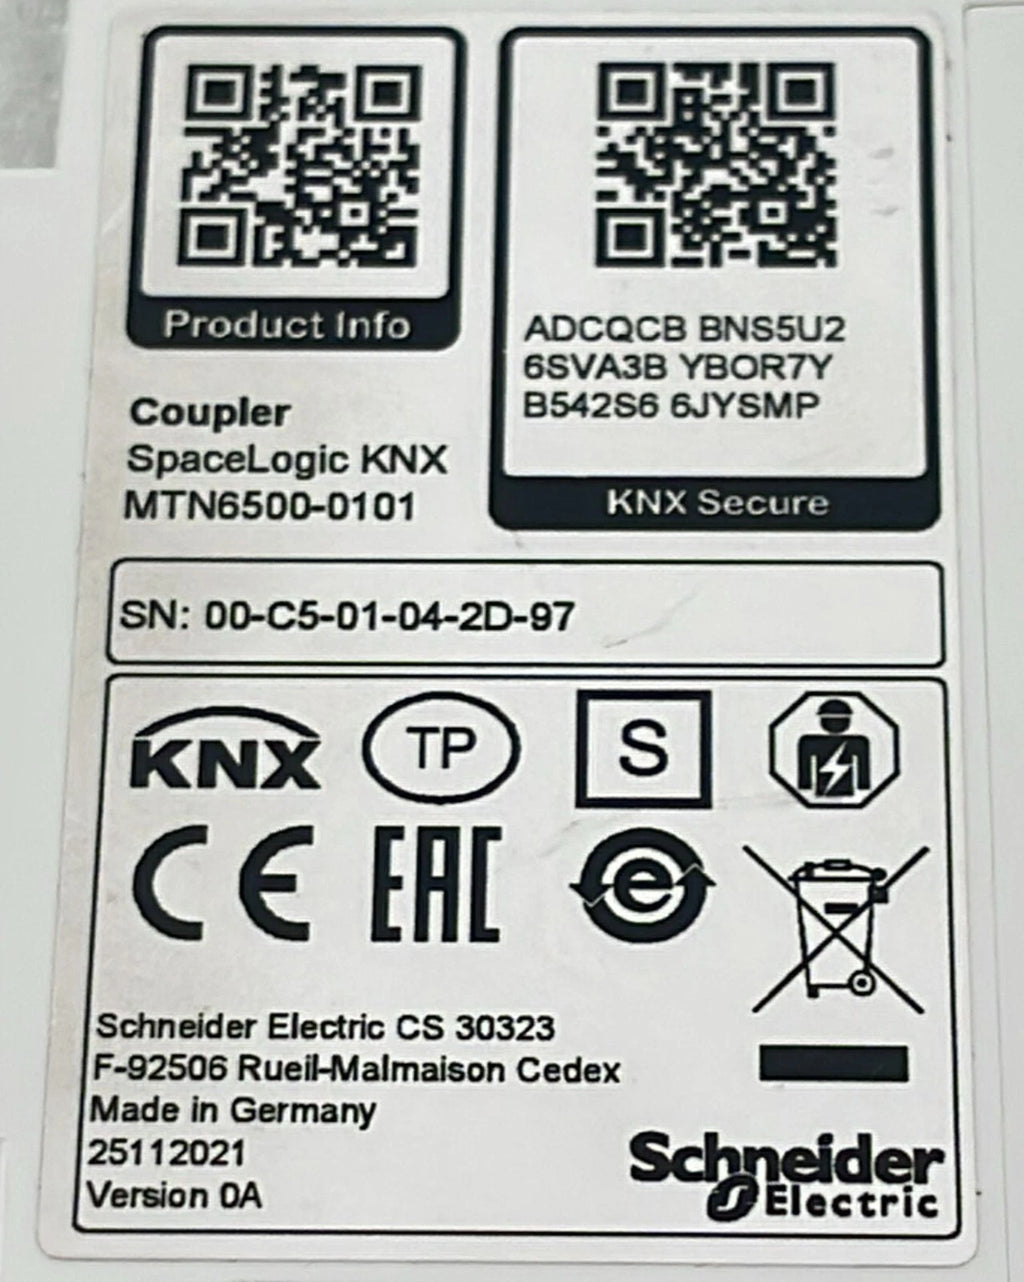 Product Info
ADCQCB BNS5U2
6SVA3B YBOR7Y
B542S6 6JYSMP
KNX Secure
Coupler
SpaceLogic KNX
MTN6500-0101
SN: 00-C5-01-04-2D-97
KNX TP S
CE EAC e
Schneider Electric CS 30323
F-92506 Rueil-Malmaison Cedex
Made in Germany
25112021
Version 0A
Schneider
Electric